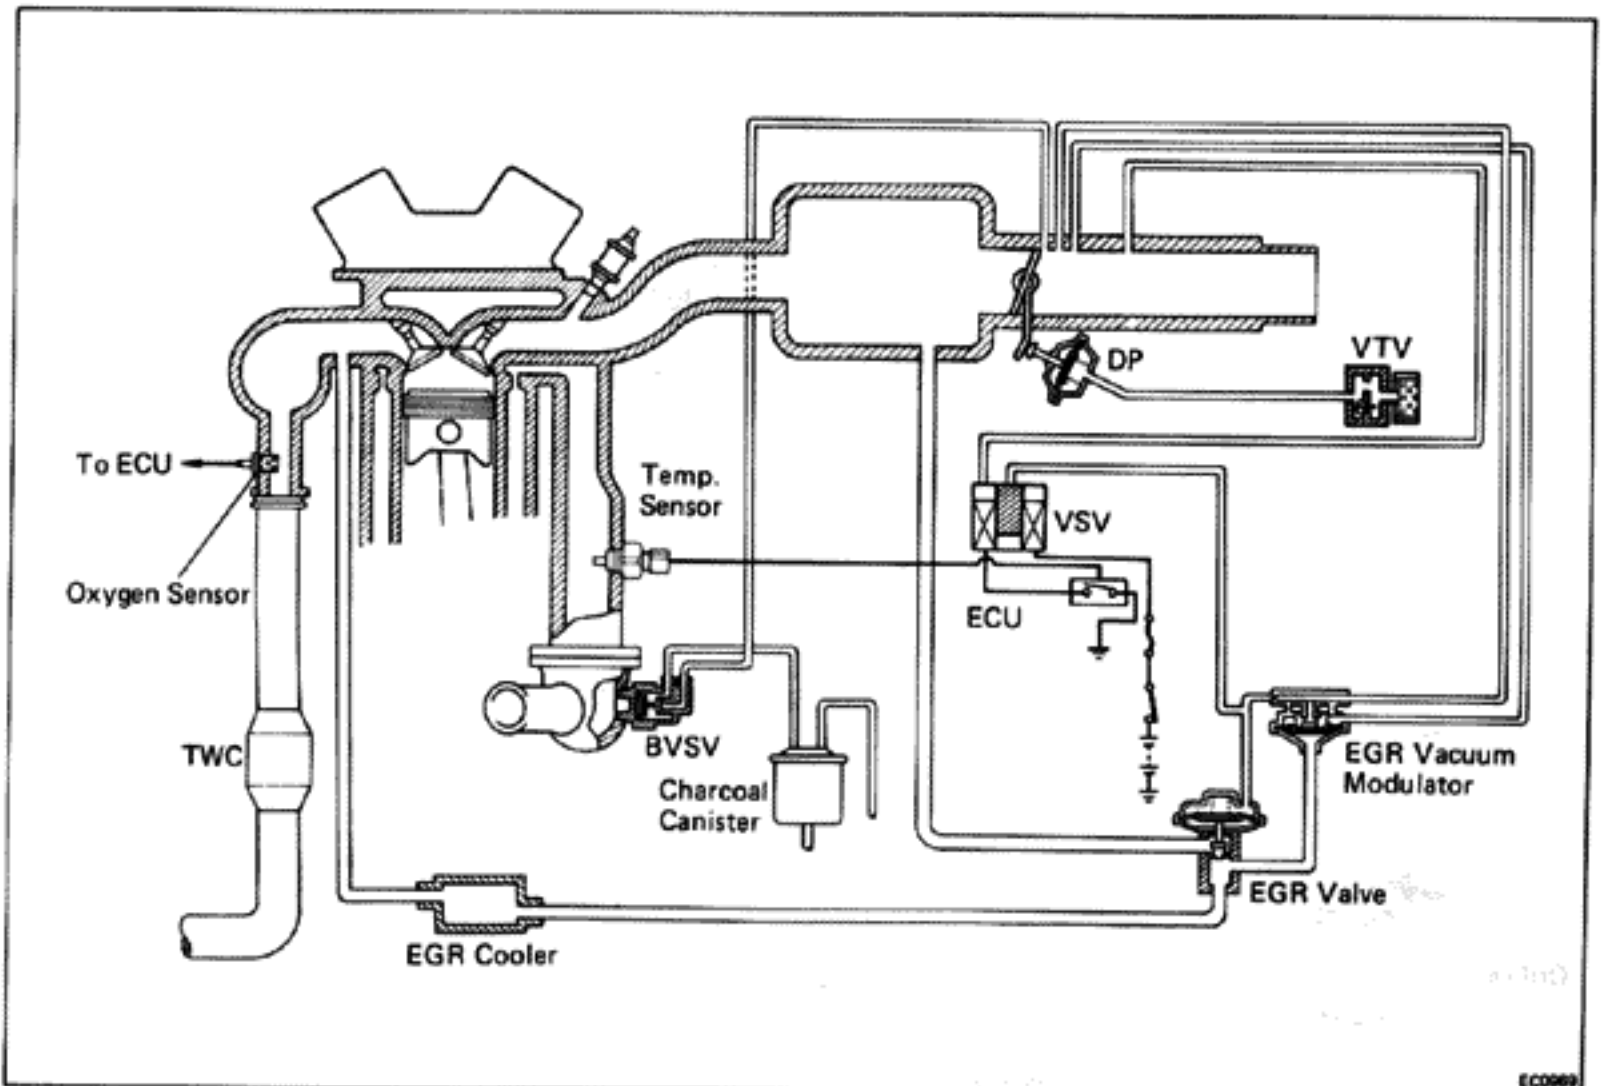 DP
VTV
To ECU
Temp.
Sensor
VSV
Oxygen Sensor
ECU
TWC
BVSV
EGR Vacuum
Modulator
Charcoal
Canister
EGR Valve
EGR Cooler